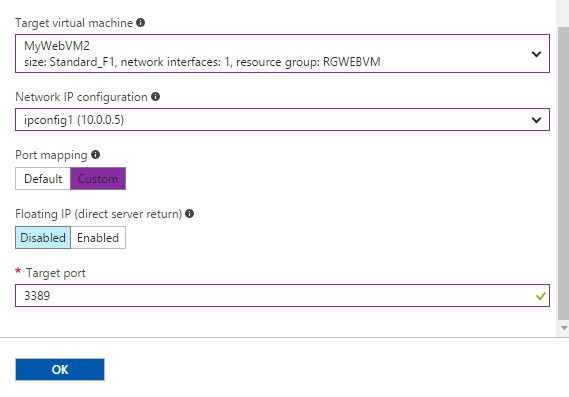 Target virtual machine
MyWebVM2
size: Standard_F1, network interfaces: 1, resource group: RGWEBVM
Network IP configuration
ipconfig1 (10.0.0.5)
Port mapping
Default Custom
Floating IP (direct server return)
Disabled Enabled
* Target port
3389
OK